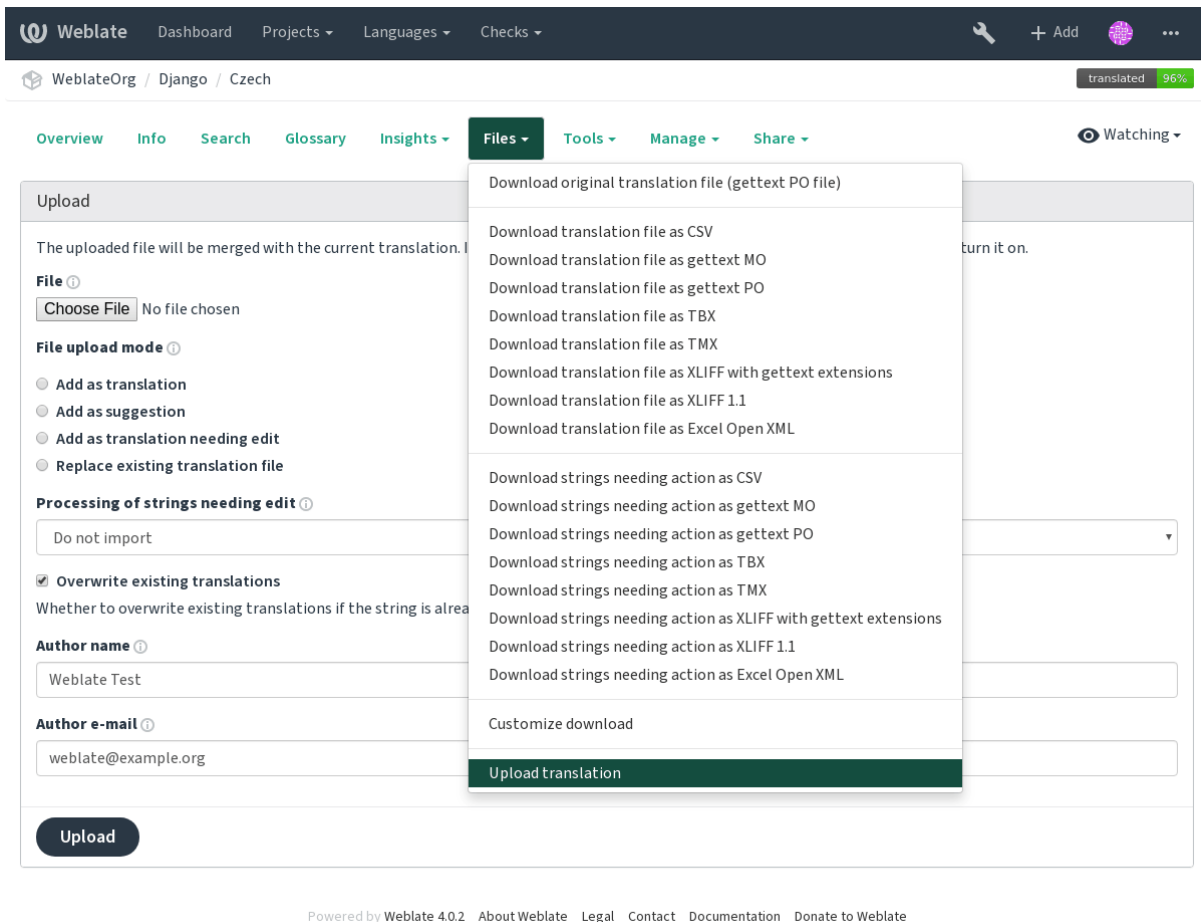 Weblate Dashboard Projects Languages Checks + Add
WeblateOrg / Django / Czech translated 96%
Overview Info Search Glossary Insights Files Tools Manage Share Watching
Upload
The uploaded file will be merged with the current translation. I turn it on.
File
Choose File No file chosen
File upload mode
Add as translation
Add as suggestion
Add as translation needing edit
Replace existing translation file
Processing of strings needing edit
Do not import
Overwrite existing translations
Whether to overwrite existing translations if the string is alrea
Author name
Weblate Test
Author e-mail
weblate@example.org
Upload
Download original translation file (gettext PO file)
Download translation file as CSV
Download translation file as gettext MO
Download translation file as gettext PO
Download translation file as TBX
Download translation file as TMX
Download translation file as XLIFF with gettext extensions
Download translation file as XLIFF 1.1
Download translation file as Excel Open XML
Download strings needing action as CSV
Download strings needing action as gettext MO
Download strings needing action as gettext PO
Download strings needing action as TBX
Download strings needing action as TMX
Download strings needing action as XLIFF with gettext extensions
Download strings needing action as XLIFF 1.1
Download strings needing action as Excel Open XML
Customize download
Upload translation
Powered by Weblate 4.0.2 About Weblate Legal Contact Documentation Donate to Weblate